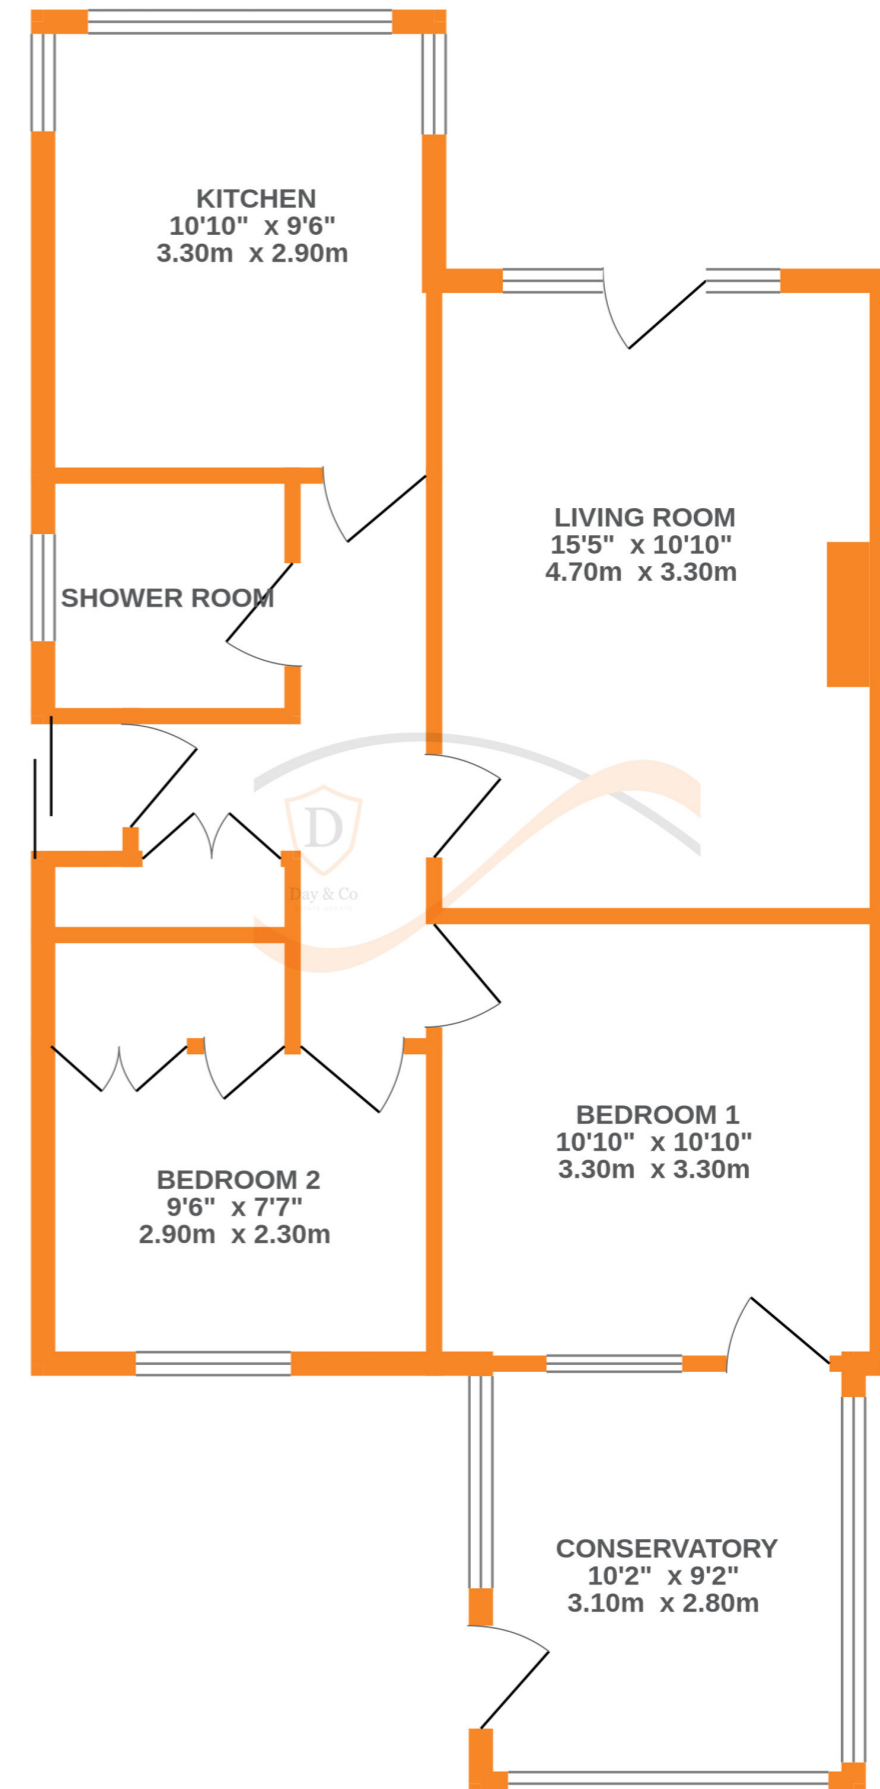 KITCHEN
10'10" x 9'6"
3.30m x 2.90m
LIVING ROOM
15'5" x 10'10"
4.70m x 3.30m
SHOWER ROOM
D
Day & Co
BEDROOM 1
10'10" x 10'10"
3.30m x 3.30m
BEDROOM 2
9'6" x 7'7"
2.90m x 2.30m
CONSERVATORY
10'2" x 9'2"
3.10m x 2.80m